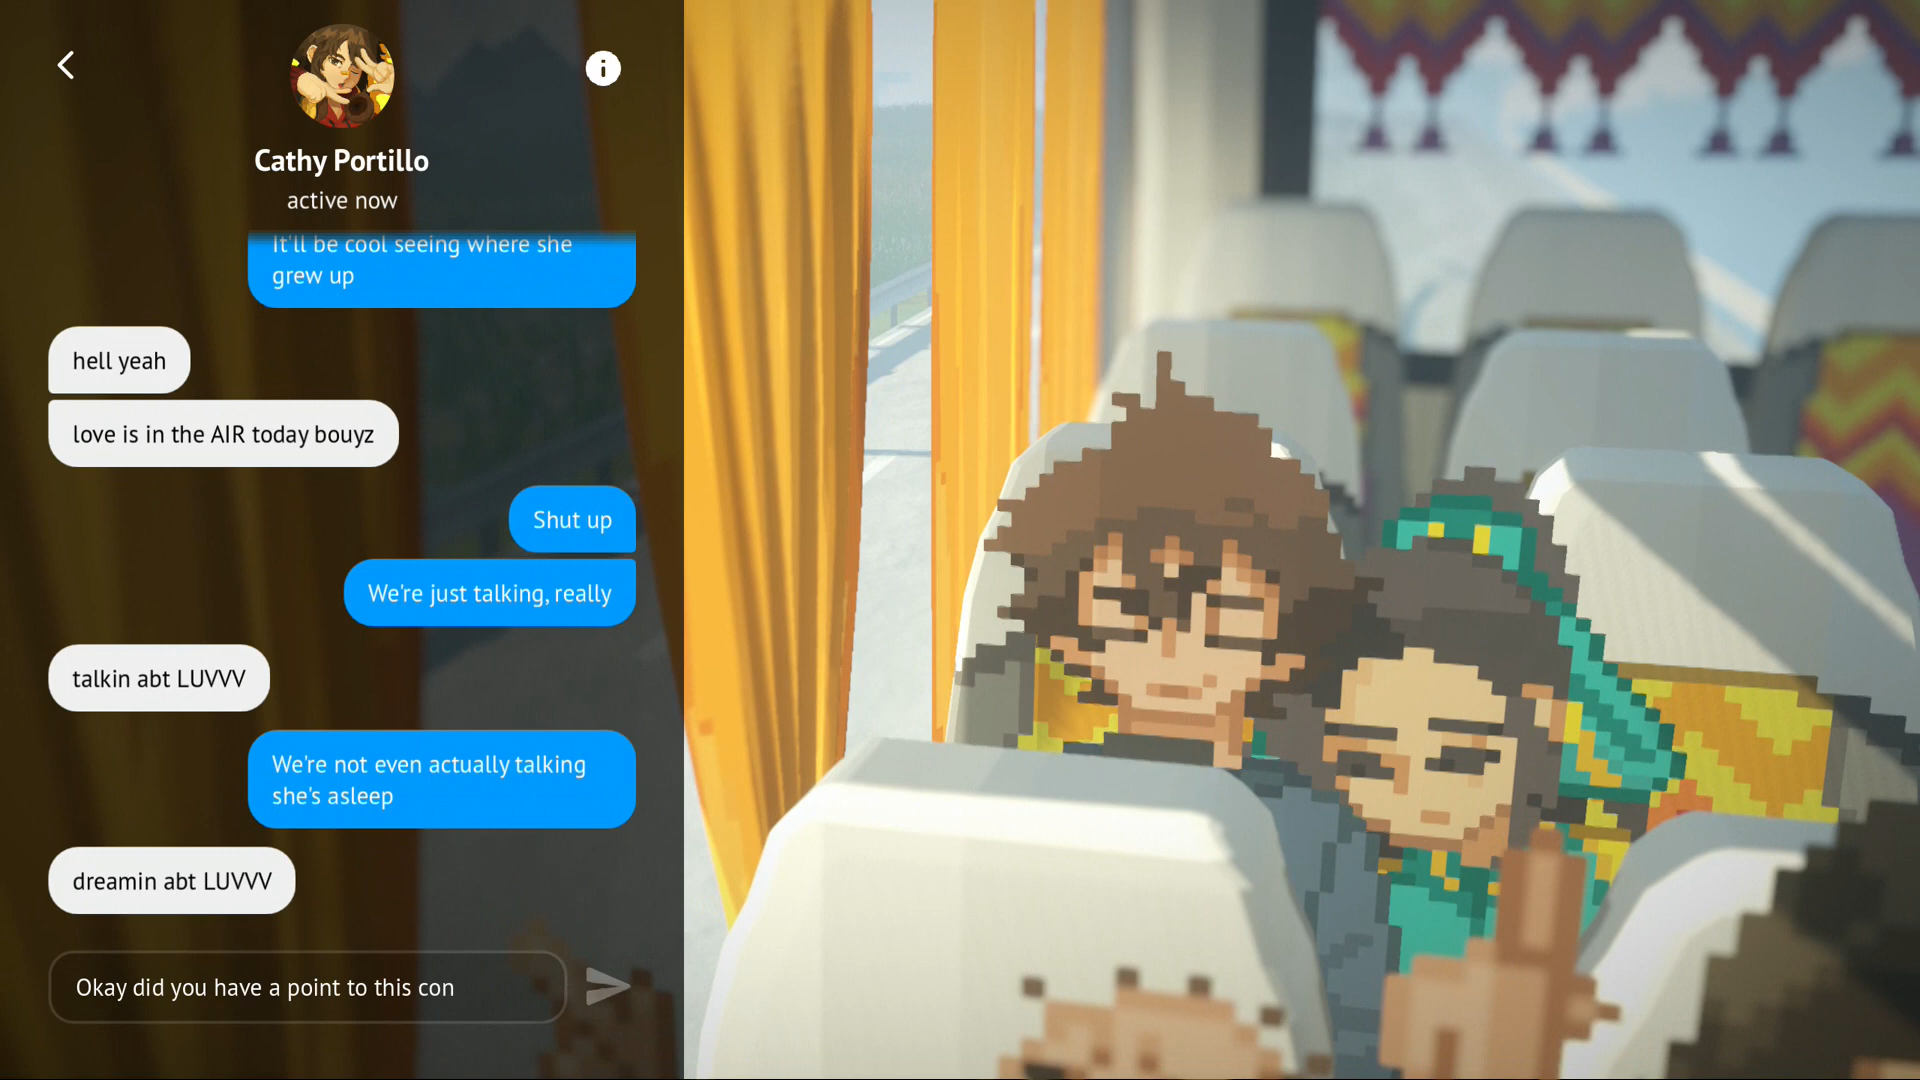 Cathy Portillo
active now
It'll be cool seeing where she
grew up
hell yeah
love is in the AIR today bouyz
Shut up
We're just talking, really
talkin abt LUVVV
We're not even actually talking
she's asleep
dreamin abt LUVVV
Okay did you have a point to this con